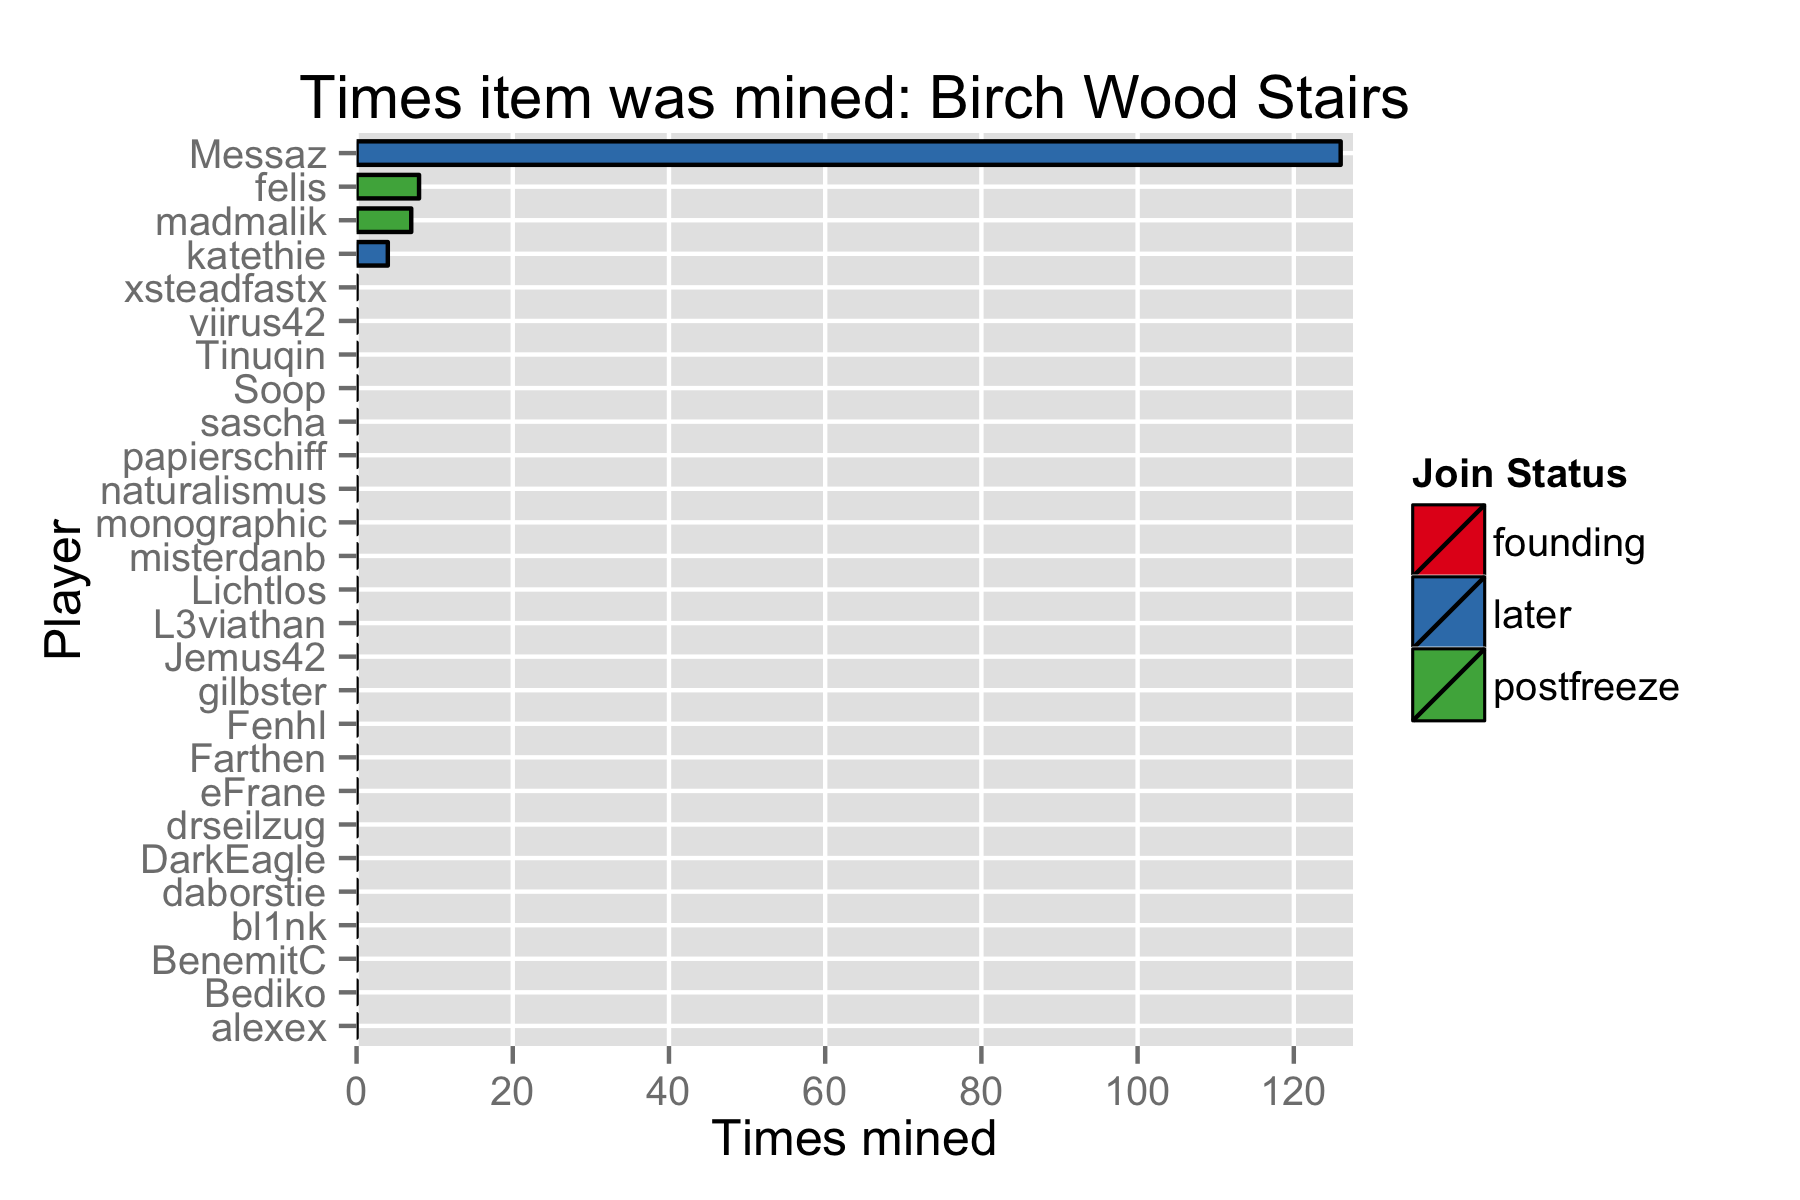 Times item was mined: Birch Wood Stairs
Messaz
felis
madmalik
katethie
xsteadfastx
viirus42
Tinuqin
Soop
sascha
papierschiff
naturalismus
monographic
misterdanb
Lichtlos
L3viathan
Jemus42
gilbster
Fenhl
Farthen
eFrane
drseilzug
DarkEagle
daborstie
bl1nk
BenemitC
Bediko
alexex
Player
0 20 40 60 80 100 120
Times mined
Join Status
founding
later
postfreeze